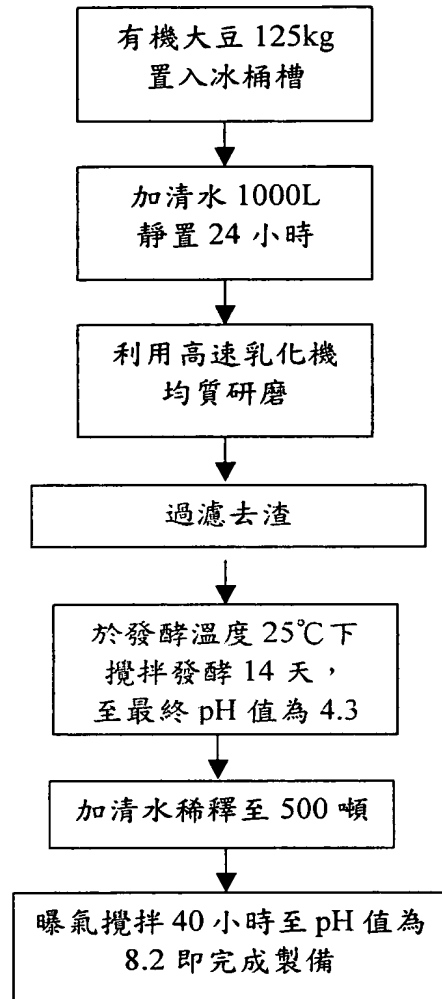 有機大豆 125kg
置入冰桶槽
加清水 1000L
靜置 24 小時
利用高速乳化機
均質研磨
過濾去渣
於發酵溫度 25℃下
攪拌發酵 14 天，
至最終 pH 值為 4.3
加清水稀釋至 500 噸
曝氣攪拌 40 小時至 pH 值為
8.2 即完成製備